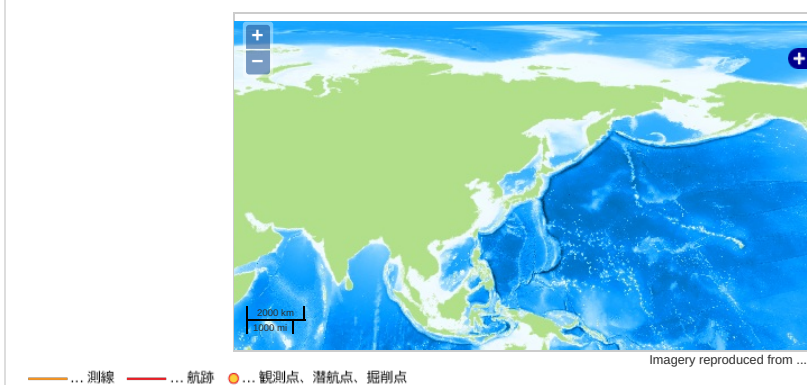 +
−
+
2000 km
1000 mi
Imagery reproduced from ...
... 測線 ... 航跡 ... 観測点、潜航点、掘削点